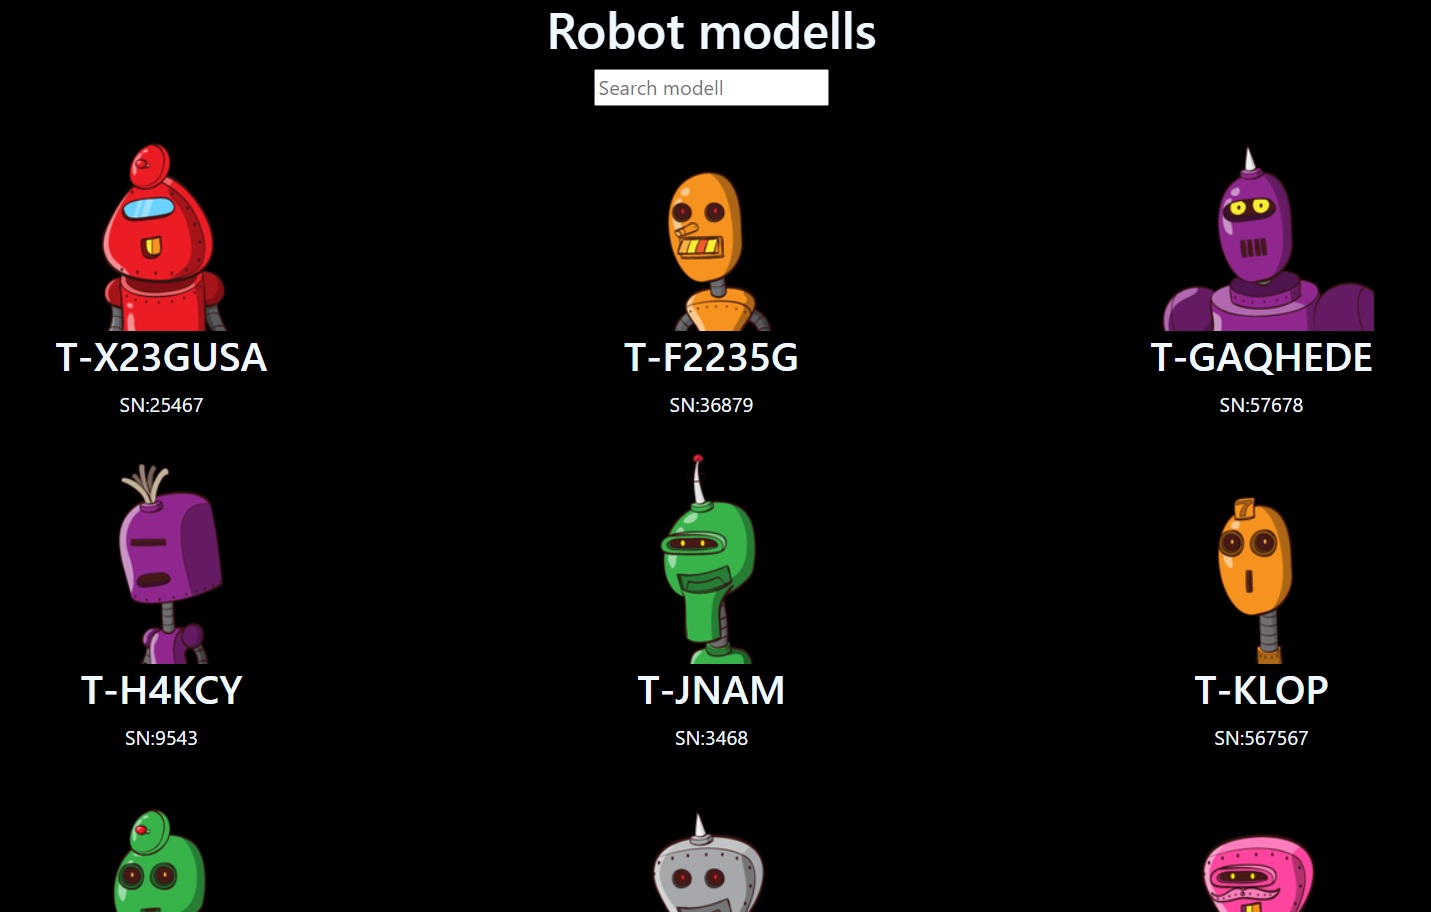 Robot modells
Search modell
T-X23GUSA
T-F2235G
T-GAQHEDE
SN:25467
SN:36879
SN:57678
7
T-H4KCY
T-JNAM
T-KLOP
SN:9543
SN:3468
SN:567567